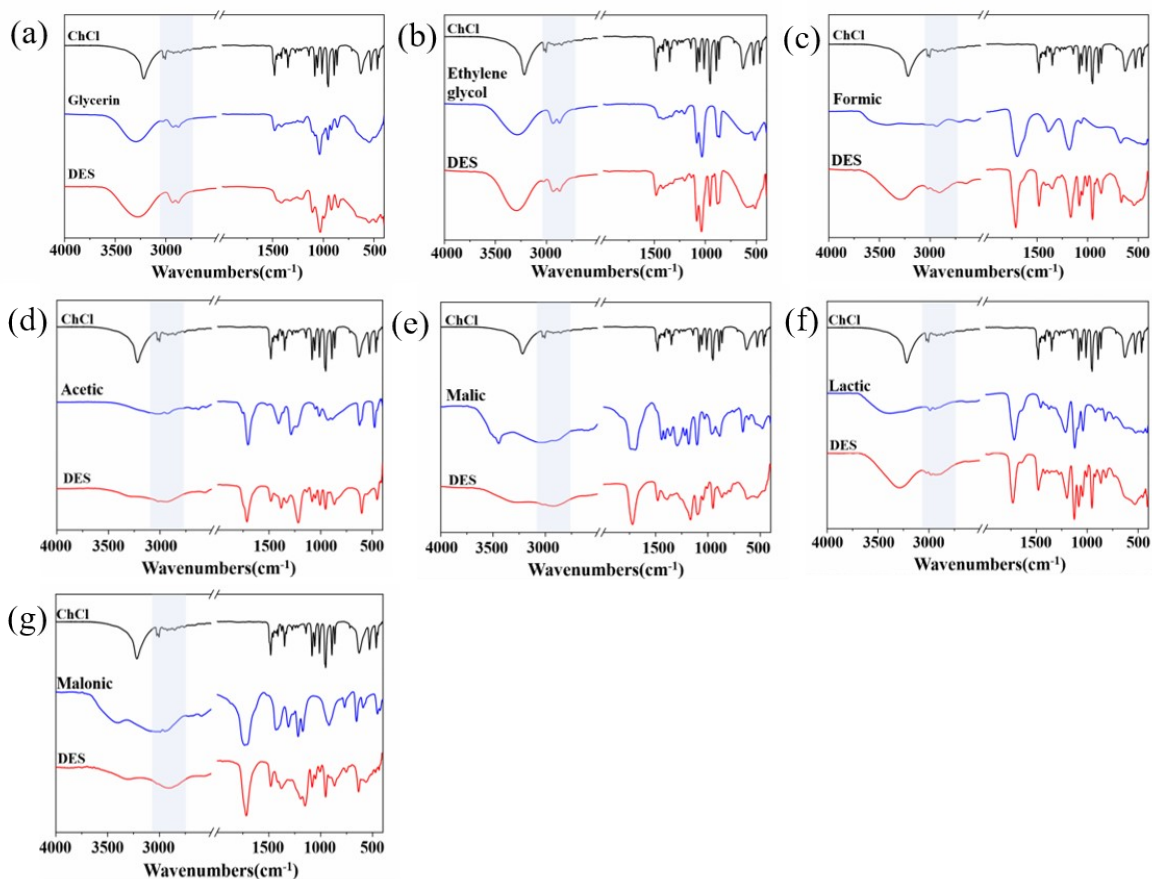 (a)
ChCl
Glycerin
DES
4000 3500 3000 1500 1000 500
Wavenumbers(cm-1)
(b)
ChCl
Ethylene
glycol
DES
4000 3500 3000 1500 1000 500
Wavenumbers(cm-1)
(c)
ChCl
Formic
DES
4000 3500 3000 1500 1000 500
Wavenumbers(cm-1)
(d)
ChCl
Acetic
DES
4000 3500 3000 1500 1000 500
Wavenumbers(cm-1)
(e)
ChCl
Malic
DES
4000 3500 3000 1500 1000 500
Wavenumbers(cm-1)
(f)
ChCl
Lactic
DES
4000 3500 3000 1500 1000 500
Wavenumbers(cm-1)
(g)
ChCl
Malonic
DES
4000 3500 3000 1500 1000 500
Wavenumbers(cm-1)